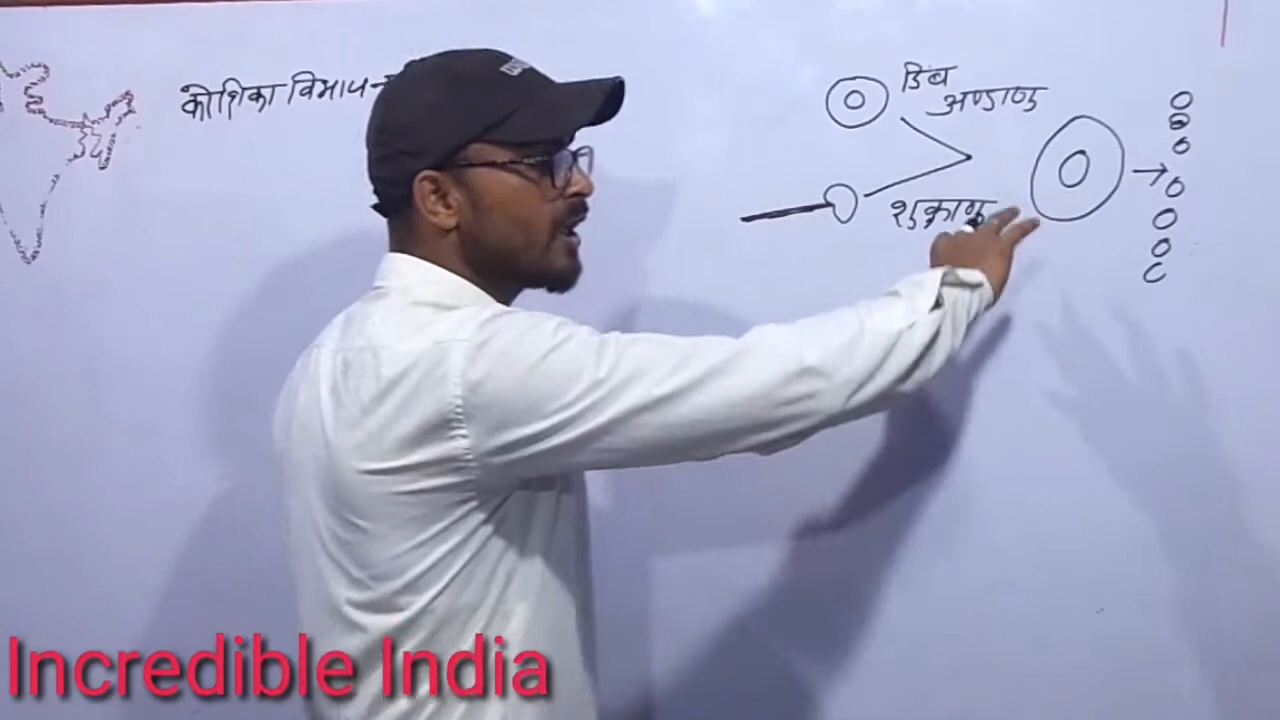 कोशिका विभाज
डिंब
अण्डाणु
शुक्राणु
Incredible India